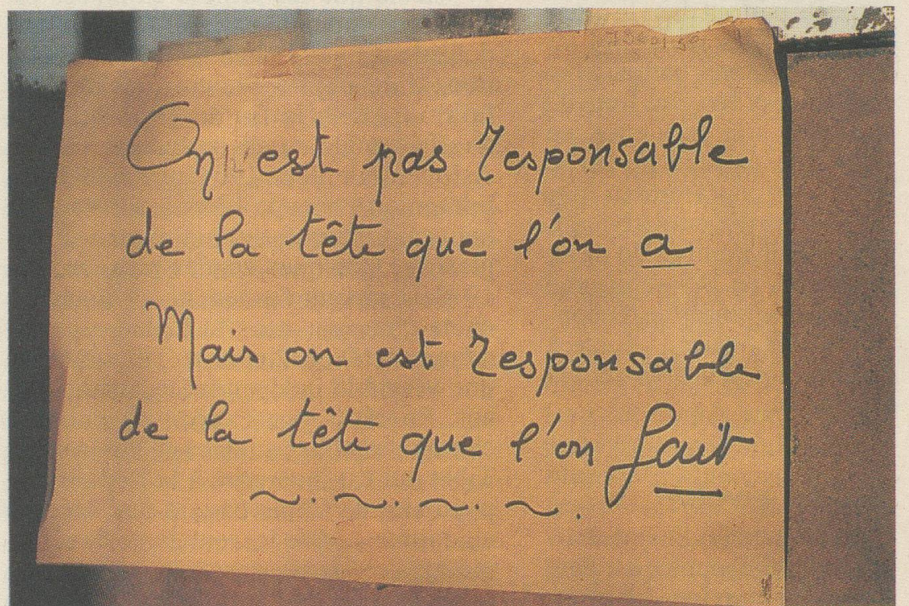 On n'est pas responsable
de la tête que l'on a
Mais on est responsable
de la tête que l'on fait